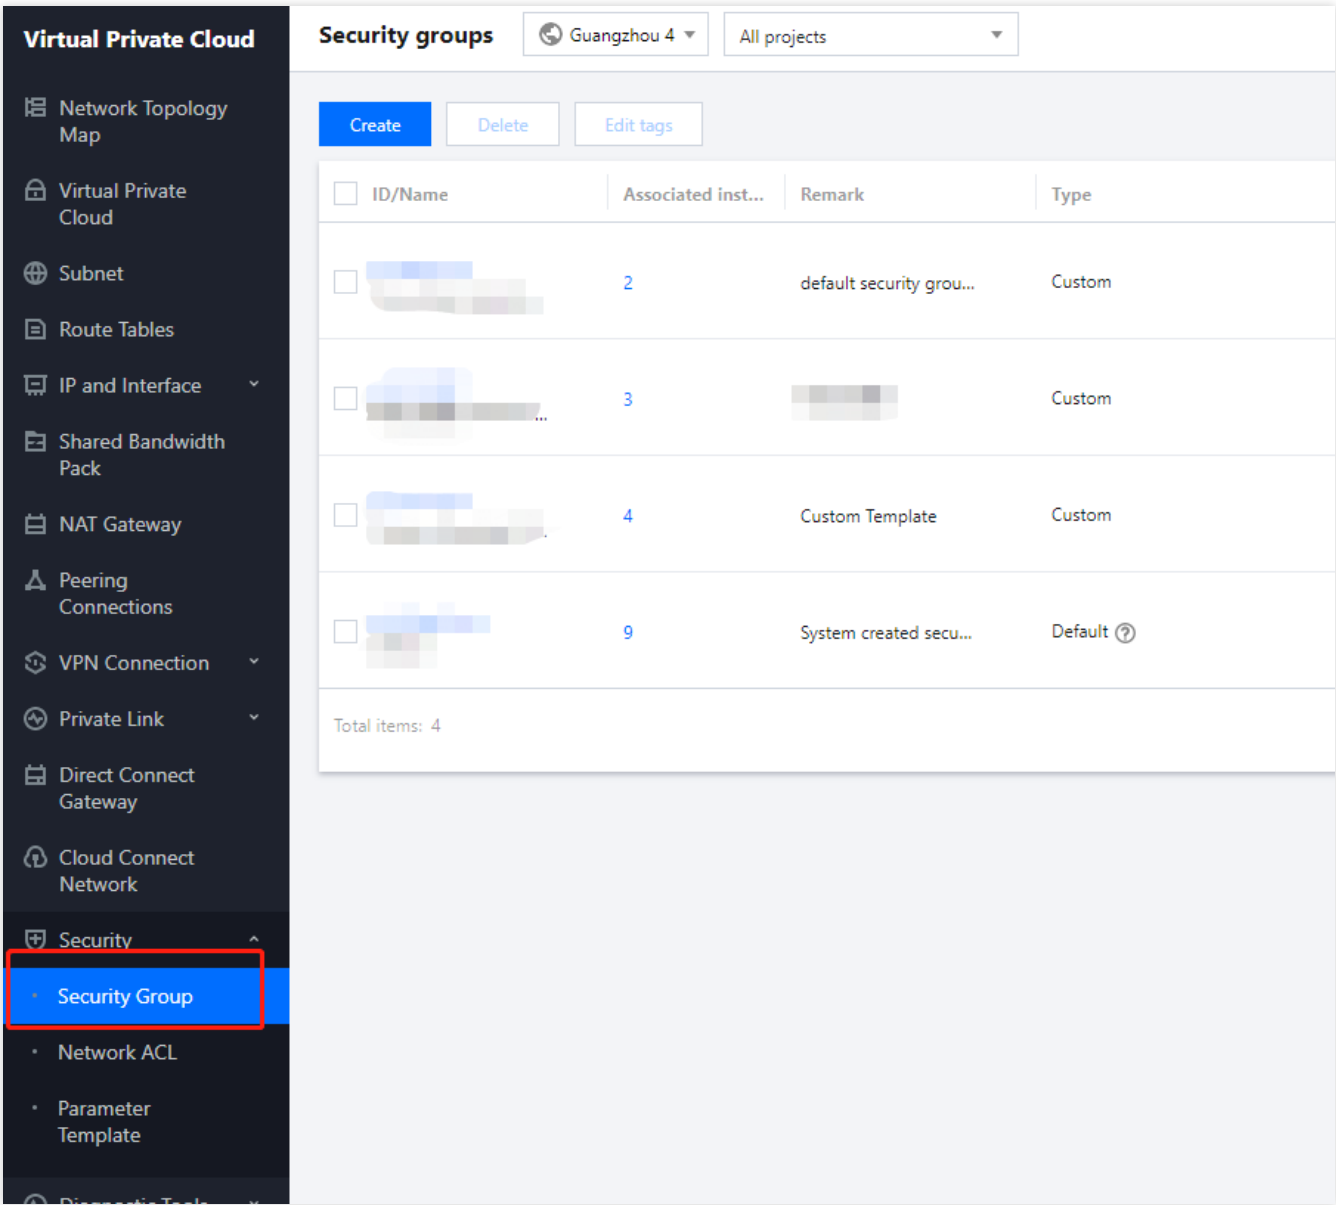 Virtual Private Cloud
Network Topology
Map
Virtual Private
Cloud
Subnet
Route Tables
IP and Interface
Shared Bandwidth
Pack
NAT Gateway
Peering
Connections
VPN Connection
Private Link
Direct Connect
Gateway
Cloud Connect
Network
Security
Security Group
Network ACL
Parameter
Template
Diagnostic Tools
Security groups Guangzhou 4 All projects
Create Delete Edit tags
ID/Name Associated inst... Remark Type
2 default security grou... Custom
... 3 Custom
4 Custom Template Custom
9 System created secu... Default
Total items: 4